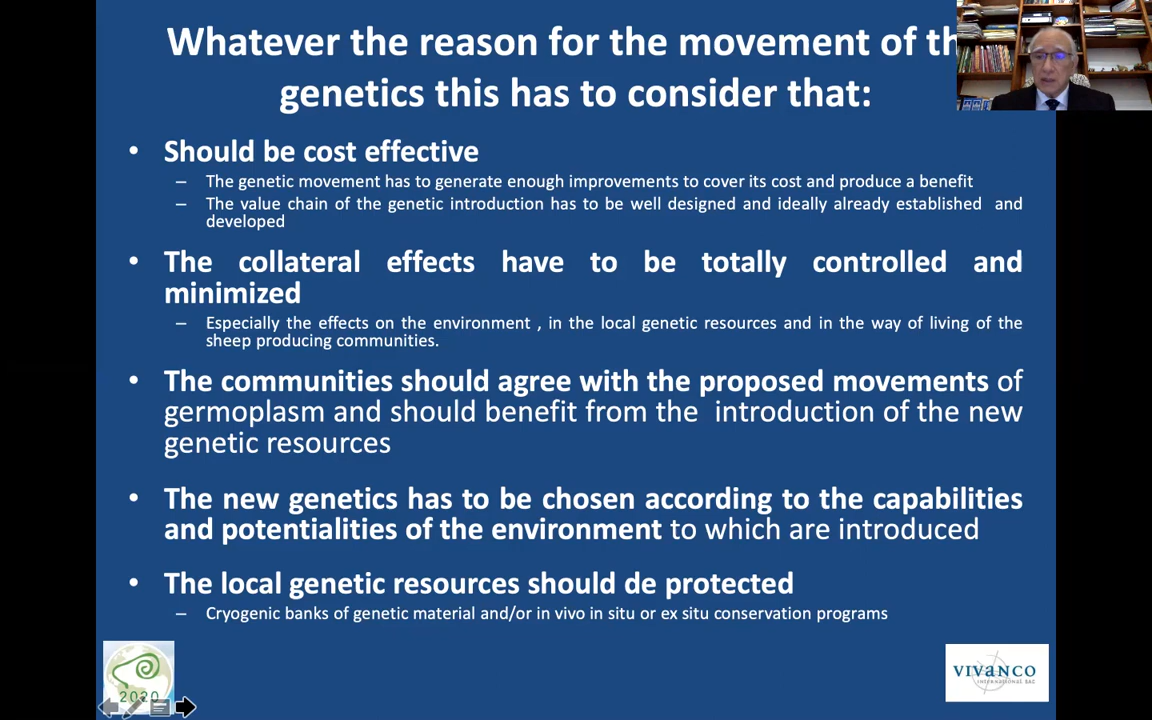 Whatever the reason for the movement of th
genetics this has to consider that:
• Should be cost effective
– The genetic movement has to generate enough improvements to cover its cost and produce a benefit
– The value chain of the genetic introduction has to be well designed and ideally already established and
developed
• The collateral effects have to be totally controlled and
minimized
– Especially the effects on the environment , in the local genetic resources and in the way of living of the
sheep producing communities.
• The communities should agree with the proposed movements of
germoplasm and should benefit from the introduction of the new
genetic resources
• The new genetics has to be chosen according to the capabilities
and potentialities of the environment to which are introduced
• The local genetic resources should de protected
– Cryogenic banks of genetic material and/or in vivo in situ or ex situ conservation programs
2020
VIVANCO
INTERNATIONAL SAC